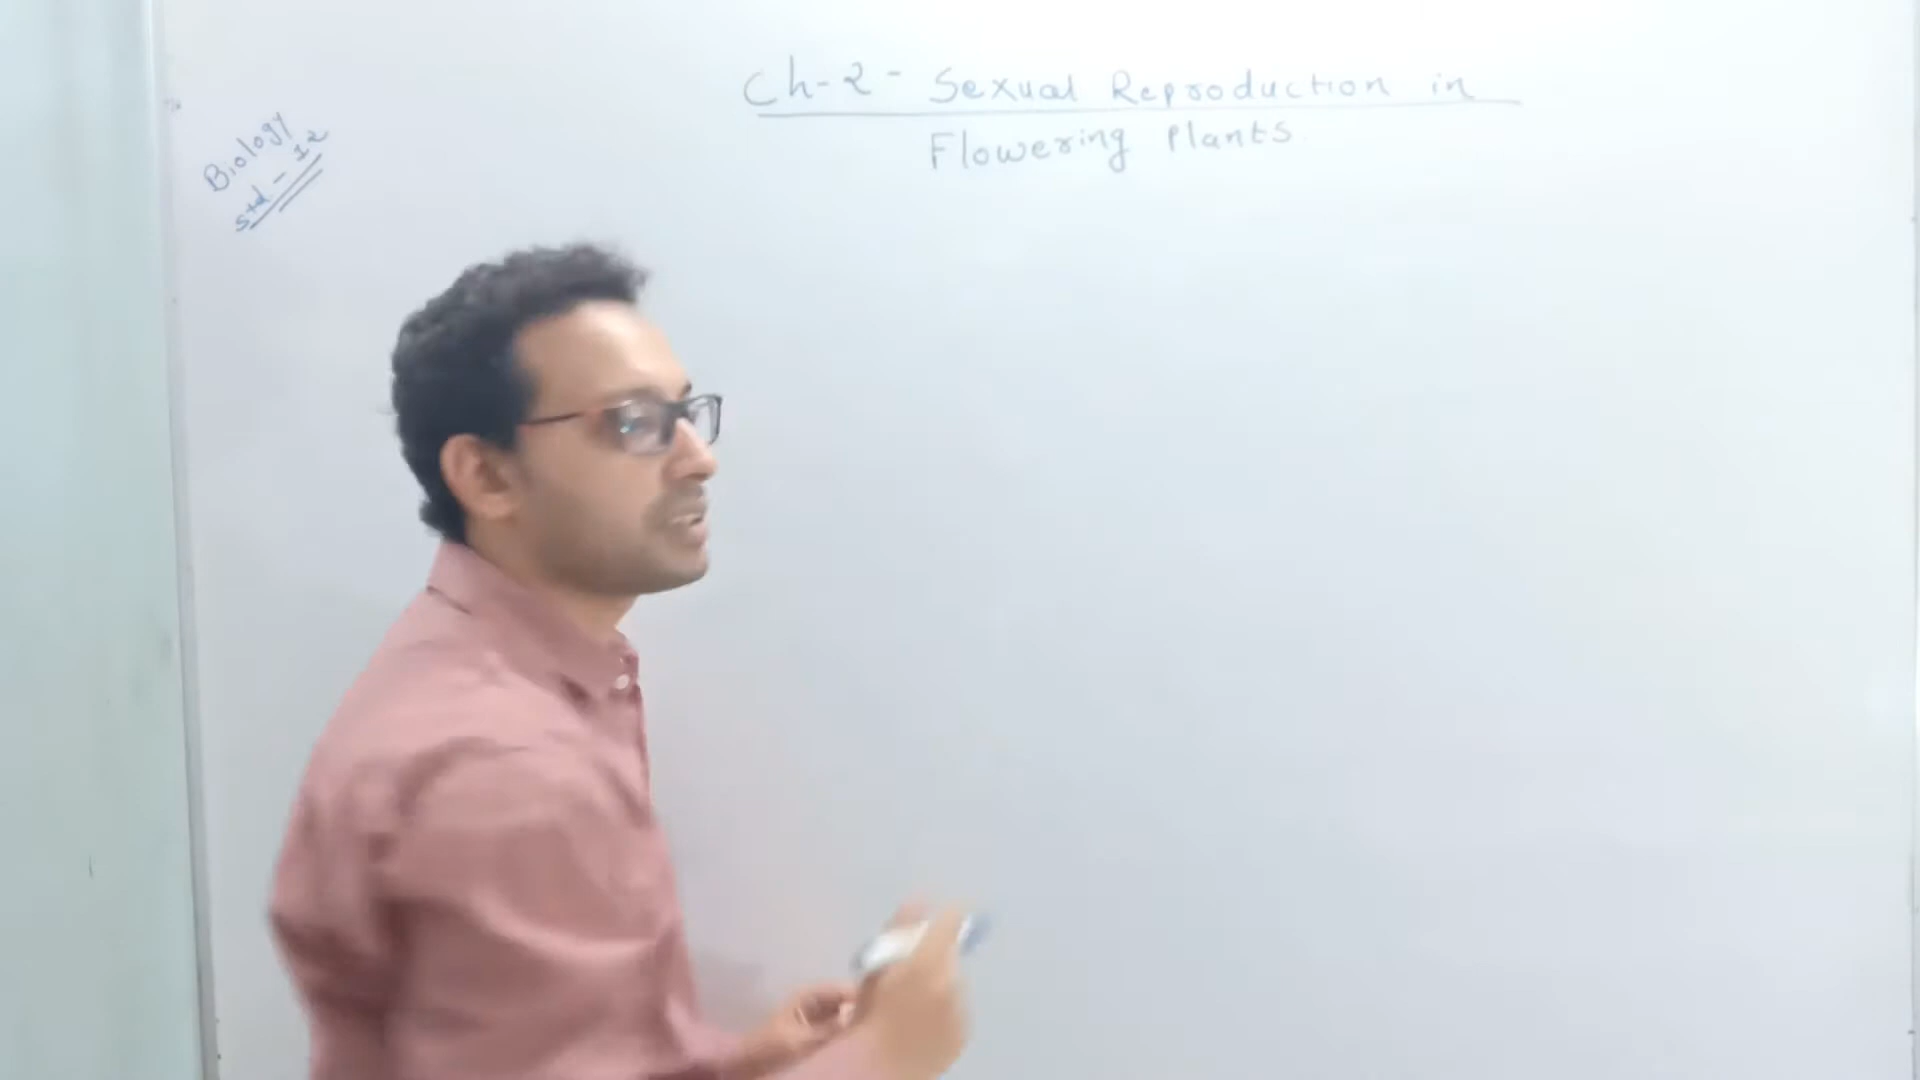 Ch-2- Sexual Reproduction in
Flowering Plants
Biology
std - 12